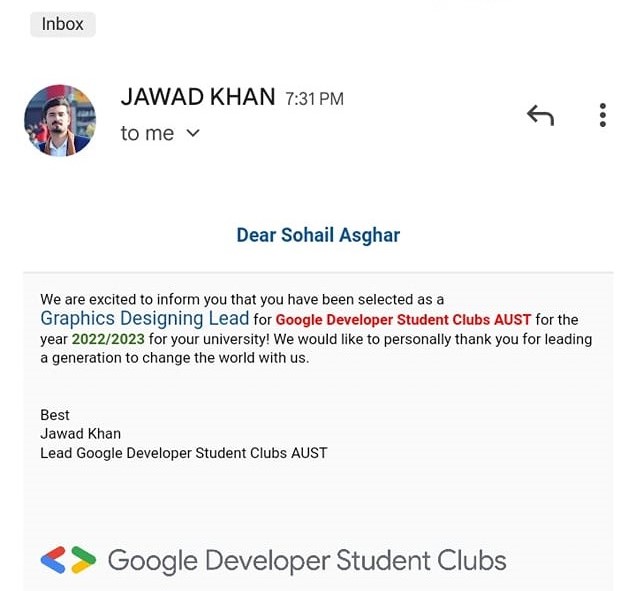 Inbox
JAWAD KHAN 7:31 PM
to me
Dear Sohail Asghar
We are excited to inform you that you have been selected as a
Graphics Designing Lead for Google Developer Student Clubs AUST for the
year 2022/2023 for your university! We would like to personally thank you for leading
a generation to change the world with us.
Best
Jawad Khan
Lead Google Developer Student Clubs AUST
Google Developer Student Clubs